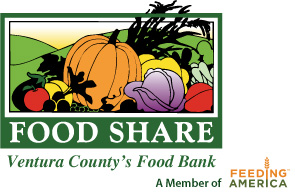 FOOD SHARE
Ventura County's Food Bank
A Member of FEEDING AMERICA